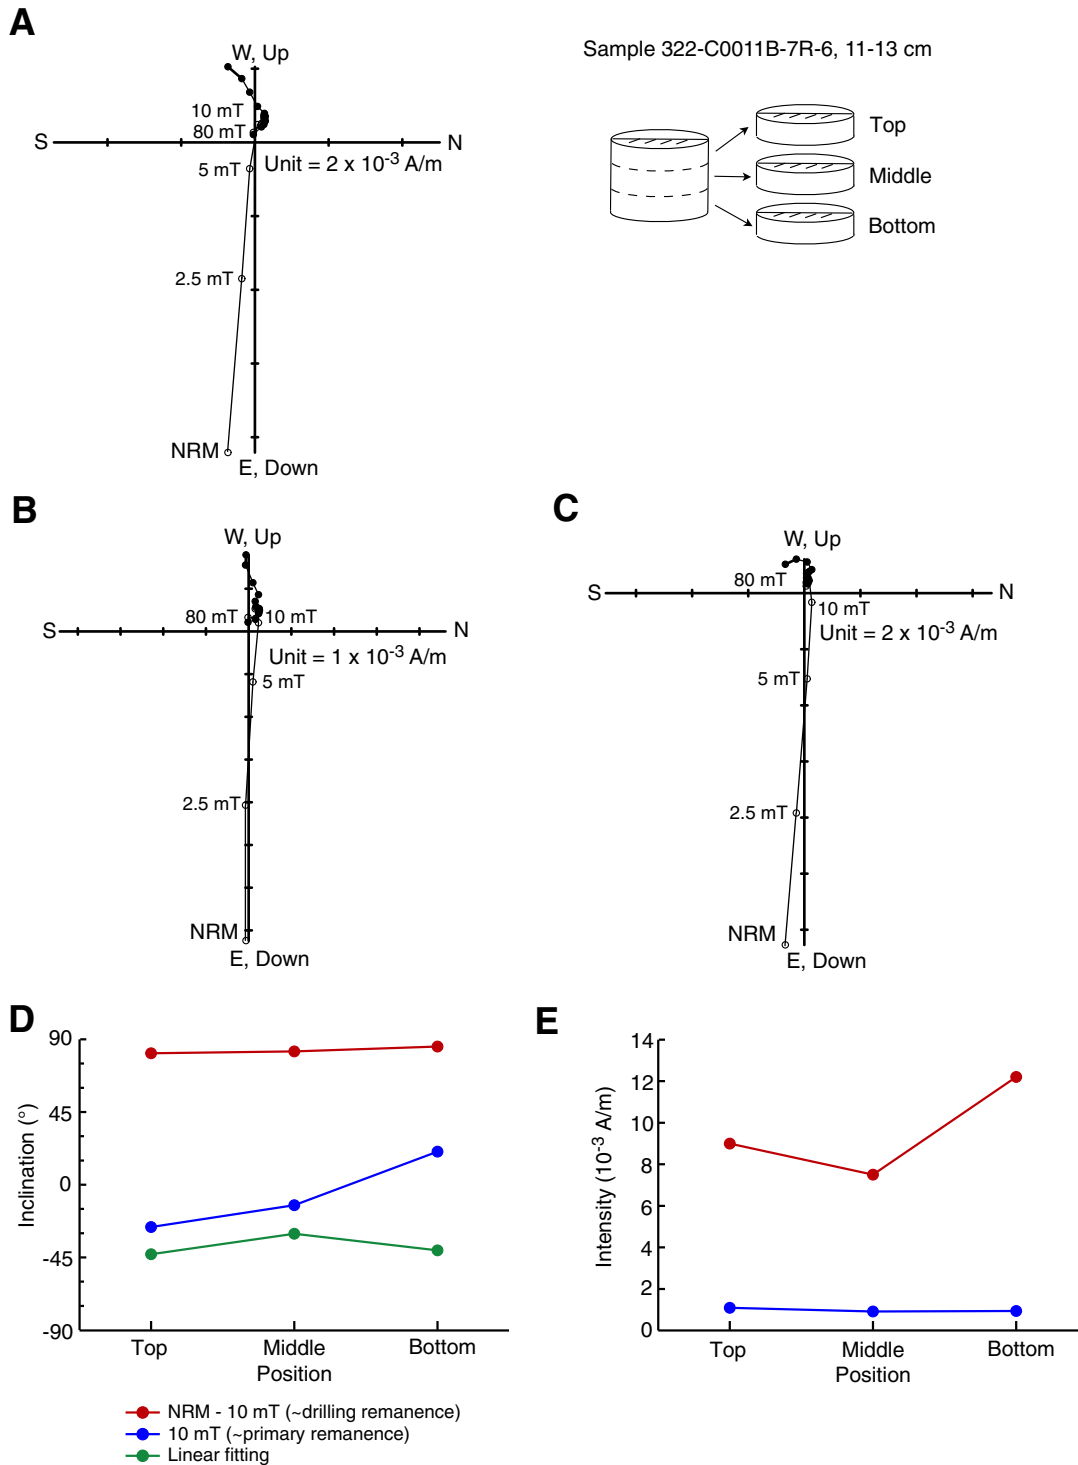 A
Sample 322-C0011B-7R-6, 11-13 cm
W, Up
10 mT
80 mT
S
N
5 mT
Unit = 2 x 10-3 A/m
2.5 mT
NRM
E, Down
Top
Middle
Bottom
B
W, Up
80 mT
10 mT
S
N
Unit = 1 x 10-3 A/m
5 mT
2.5 mT
NRM
E, Down
C
W, Up
80 mT
S
N
10 mT
Unit = 2 x 10-3 A/m
5 mT
2.5 mT
NRM
E, Down
D
90
45
0
-45
-90
Inclination (°)
Top
Middle
Bottom
Position
NRM - 10 mT (~drilling remanence)
10 mT (~primary remanence)
Linear fitting
E
14
12
10
8
6
4
2
0
Intensity (10-3 A/m)
Top
Middle
Bottom
Position